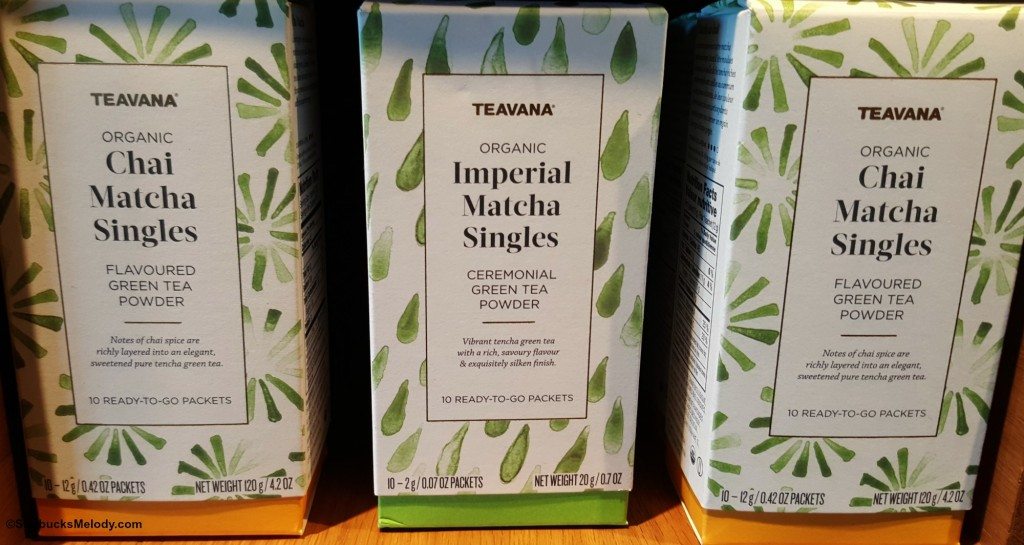 TEAVANA®
ORGANIC
Chai
Matcha
Singles
FLAVOURED
GREEN TEA
POWDER
Notes of chai spice are
richly layered into an elegant,
sweetened pure tencha green tea.
10 READY-TO-GO PACKETS
10 – 12 g / 0.42 OZ PACKETS
NET WEIGHT 120 g / 4.2 OZ
TEAVANA®
ORGANIC
Imperial
Matcha
Singles
CEREMONIAL
GREEN TEA
POWDER
Vibrant tencha green tea
with a rich, savoury flavour
& exquisitely silken finish.
10 READY-TO-GO PACKETS
10 – 2 g / 0.07 OZ PACKETS
NET WEIGHT 20 g / 0.7 OZ
TEAVANA®
ORGANIC
Chai
Matcha
Singles
FLAVOURED
GREEN TEA
POWDER
Notes of chai spice are
richly layered into an elegant,
sweetened pure tencha green tea.
10 READY-TO-GO PACKETS
10 – 12 g / 0.42 OZ PACKETS
NET WEIGHT 120 g / 4.2 OZ
Nutrition Facts
©StarbucksMelody.com